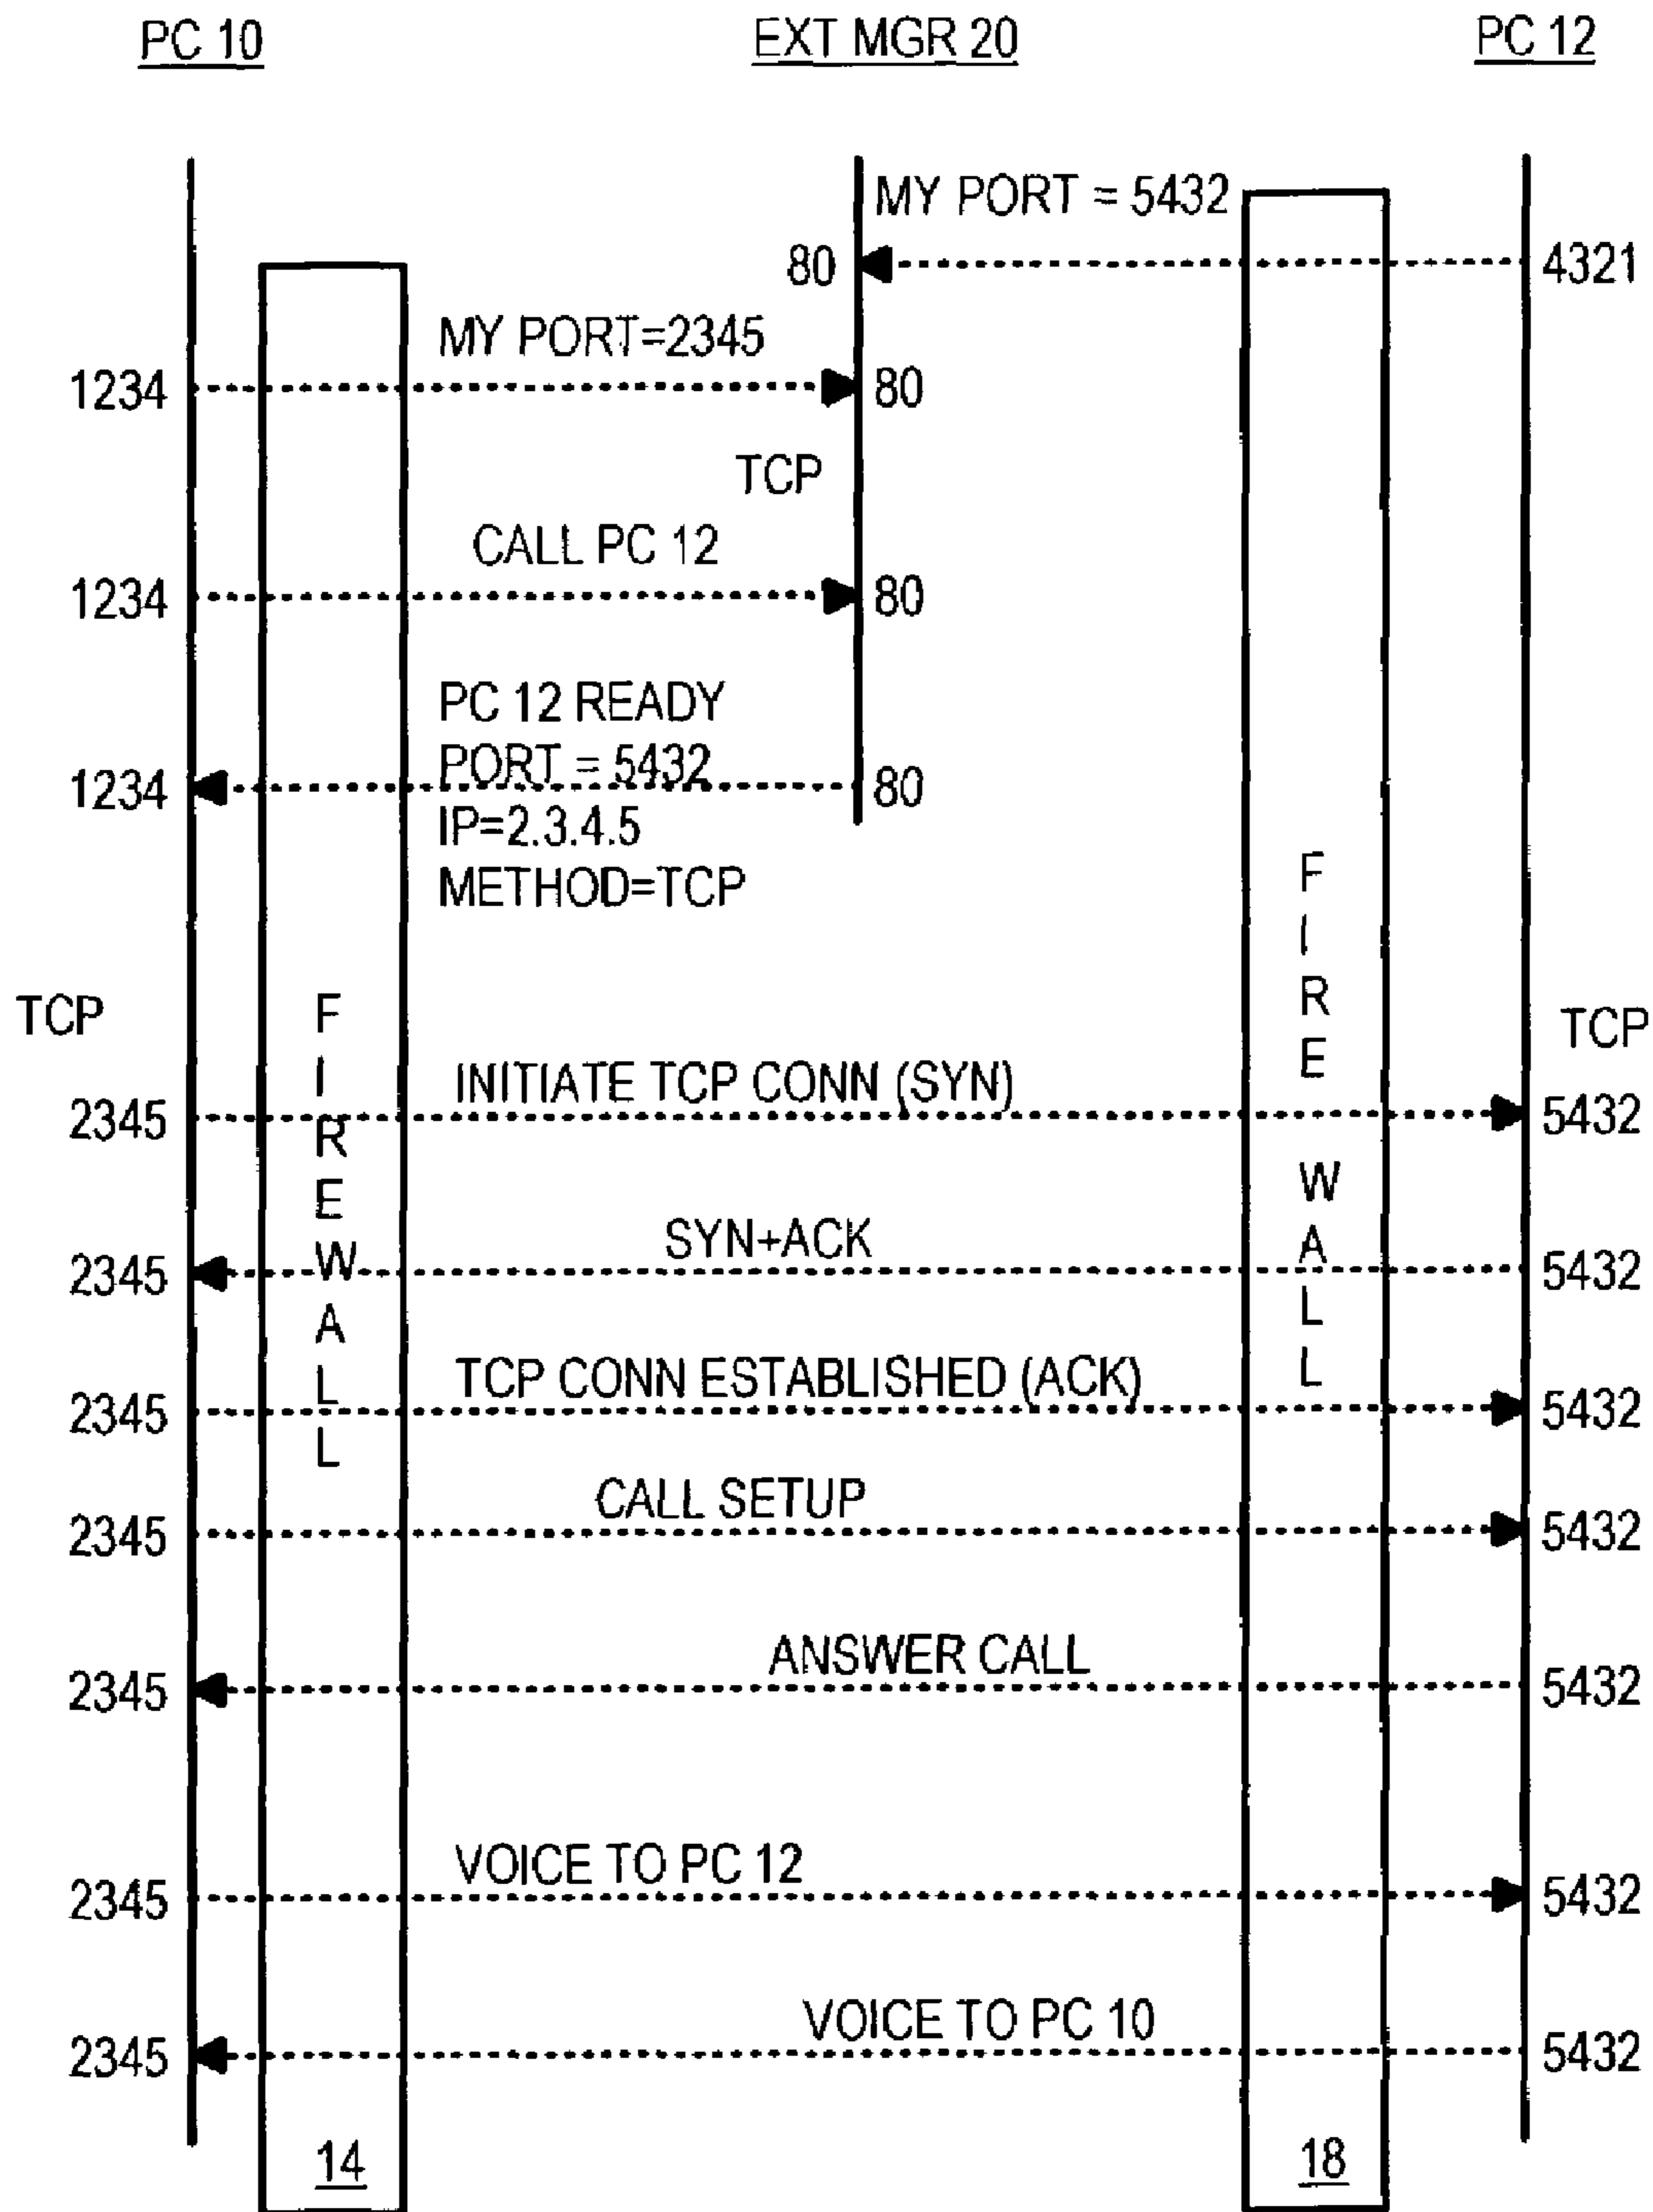 PC 10 EXT MGR 20 PC 12
MY PORT = 5432
80 4321
MY PORT=2345
1234 80
TCP
CALL PC 12
1234 80
PC 12 READY
PORT = 5432
1234 80
IP=2.3.4.5
METHOD=TCP
TCP FIREWALL FIRE WALL TCP
INITIATE TCP CONN (SYN)
2345 5432
SYN+ACK
2345 5432
TCP CONN ESTABLISHED (ACK)
2345 5432
CALL SETUP
2345 5432
ANSWER CALL
2345 5432
VOICE TO PC 12
2345 5432
VOICE TO PC 10
2345 5432
14 18